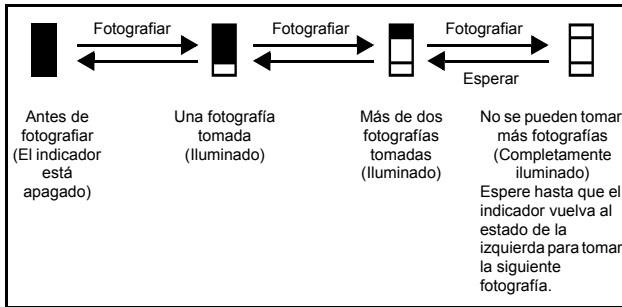 Fotografiar
Fotografiar
Fotografiar
Esperar
Antes de
fotografiar
(El indicador
está
apagado)
Una fotografía
tomada
(Iluminado)
Más de dos
fotografías
tomadas
(Iluminado)
No se pueden tomar
más fotografías
(Completamente
iluminado)
Espere hasta que el
indicador vuelva al
estado de la
izquierda para tomar
la siguiente
fotografía.